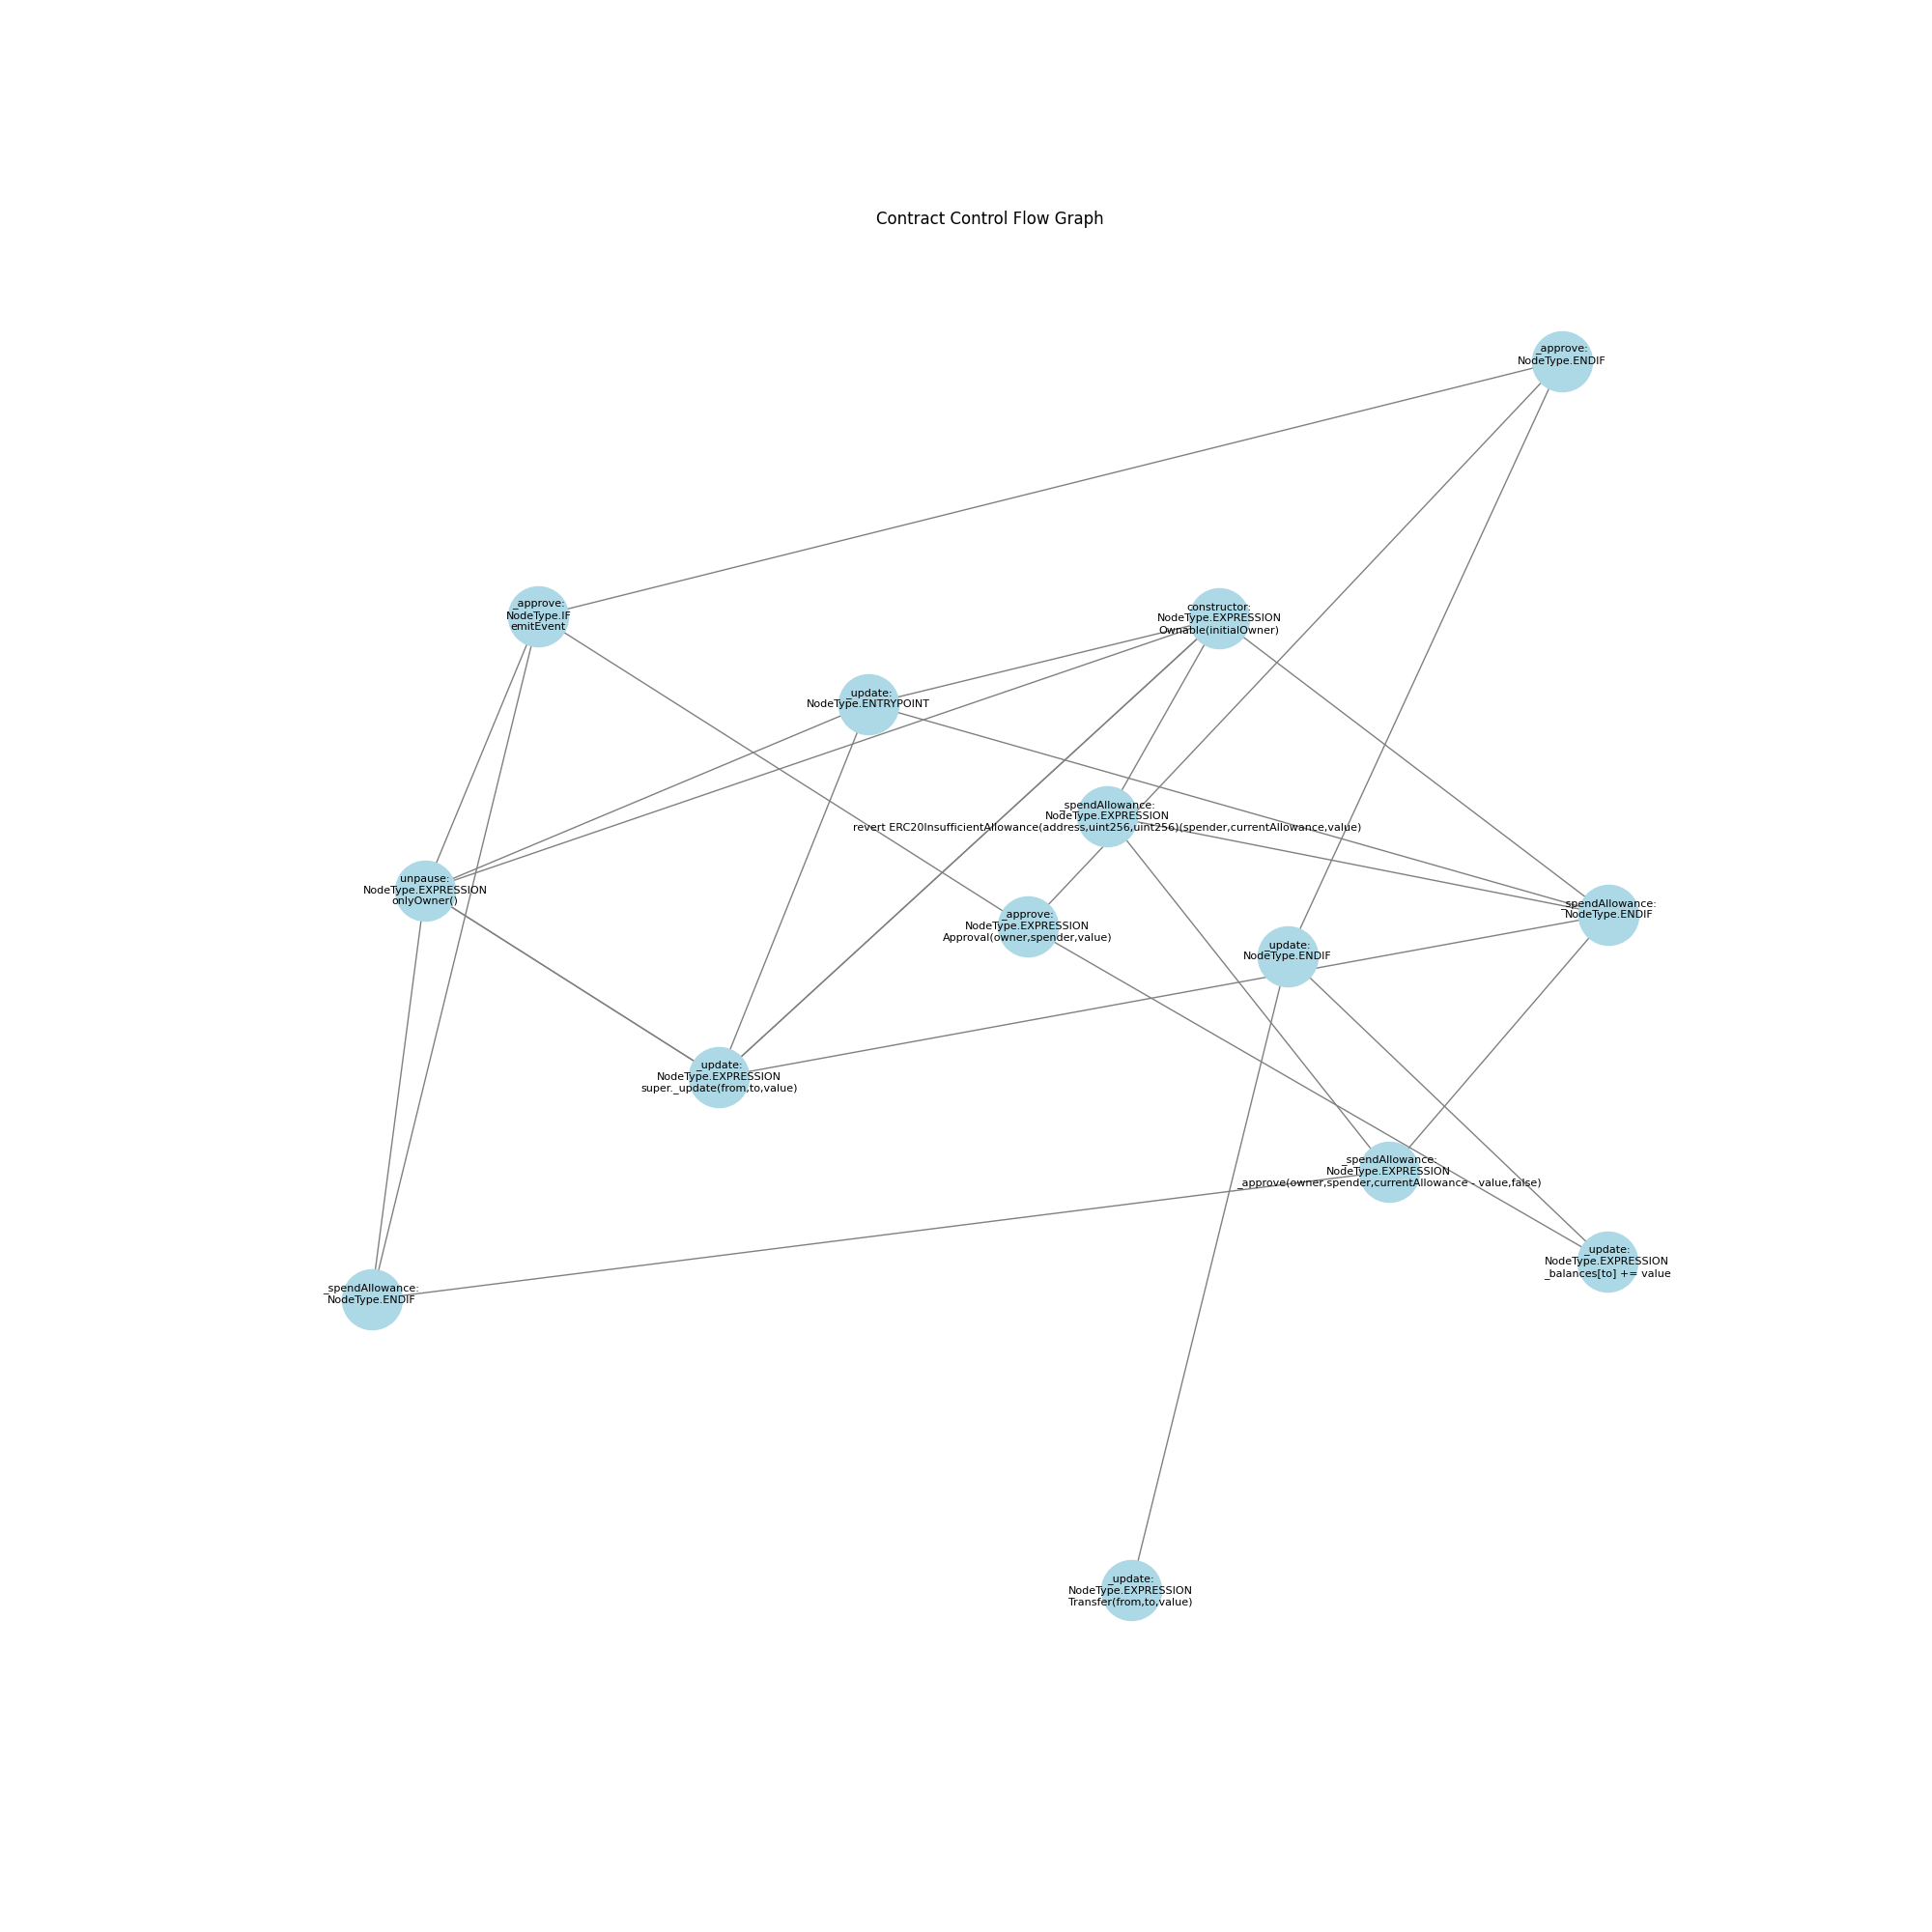 Contract Control Flow Graph
_approve:
NodeType.ENDIF
_approve:
NodeType.IF
emitEvent
constructor:
NodeType.EXPRESSION
Ownable(initialOwner)
_update:
NodeType.ENTRYPOINT
_spendAllowance:
NodeType.EXPRESSION
revert ERC20InsufficientAllowance(address,uint256,uint256)(spender,currentAllowance,value)
unpause:
NodeType.EXPRESSION
onlyOwner()
_spendAllowance:
NodeType.ENDIF
_approve:
NodeType.EXPRESSION
Approval(owner,spender,value)
_update:
NodeType.ENDIF
_update:
NodeType.EXPRESSION
super._update(from,to,value)
_spendAllowance:
NodeType.EXPRESSION
_approve(owner,spender,currentAllowance - value,false)
_update:
NodeType.EXPRESSION
_balances[to] += value
_spendAllowance:
NodeType.ENDIF
_update:
NodeType.EXPRESSION
Transfer(from,to,value)